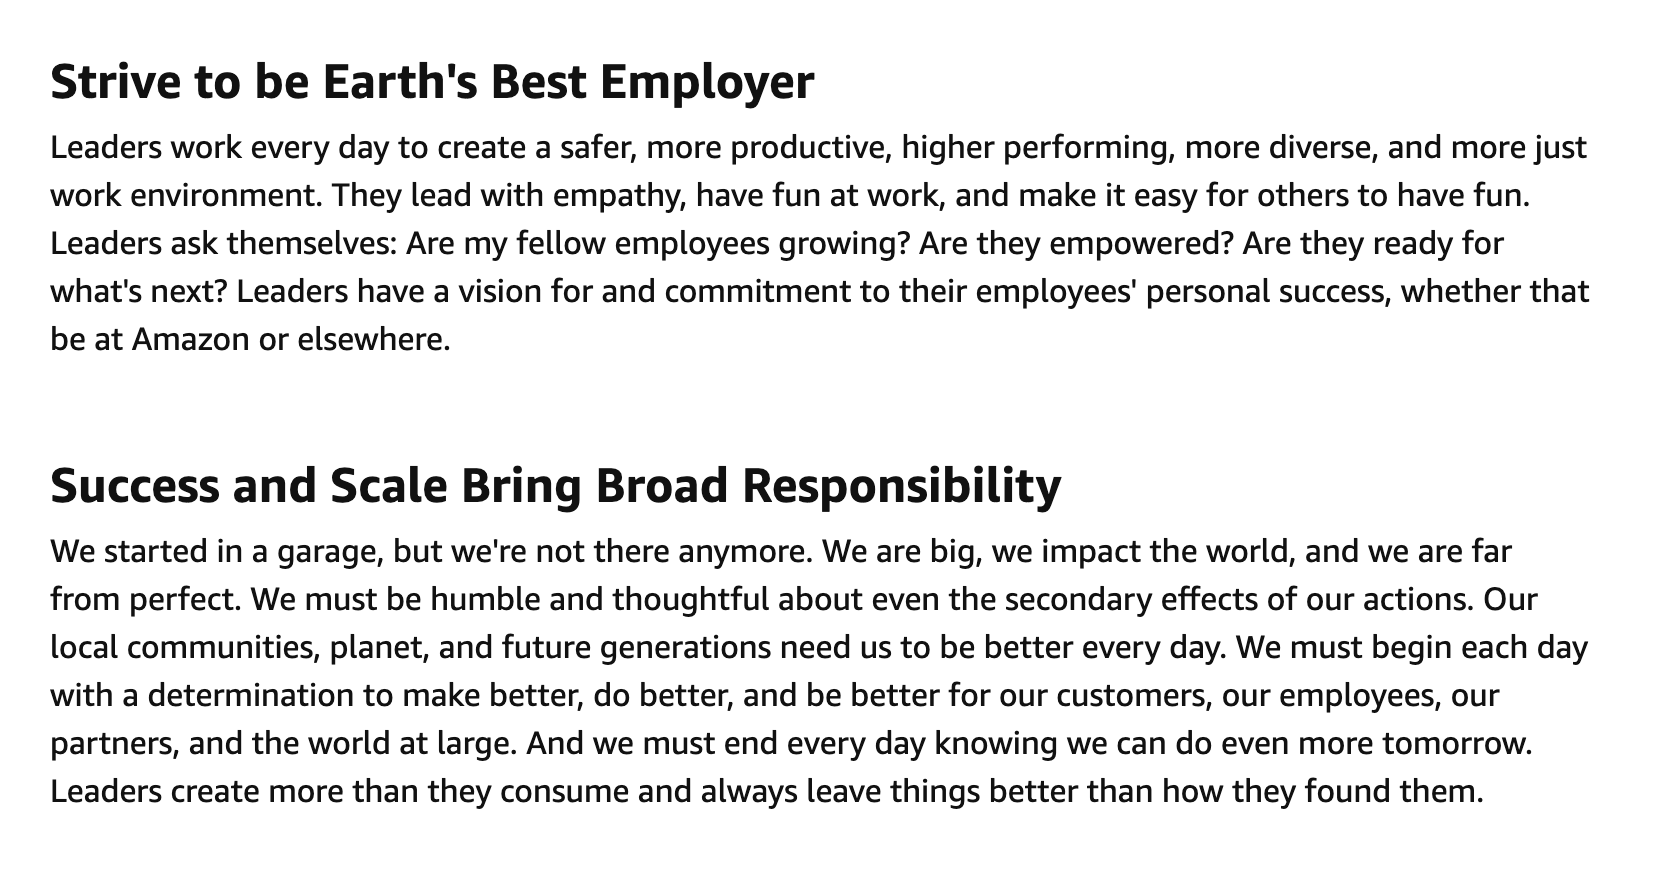 Strive to be Earth's Best Employer
Leaders work every day to create a safer, more productive, higher performing, more diverse, and more just
work environment. They lead with empathy, have fun at work, and make it easy for others to have fun.
Leaders ask themselves: Are my fellow employees growing? Are they empowered? Are they ready for
what's next? Leaders have a vision for and commitment to their employees' personal success, whether that
be at Amazon or elsewhere.
Success and Scale Bring Broad Responsibility
We started in a garage, but we're not there anymore. We are big, we impact the world, and we are far
from perfect. We must be humble and thoughtful about even the secondary effects of our actions. Our
local communities, planet, and future generations need us to be better every day. We must begin each day
with a determination to make better, do better, and be better for our customers, our employees, our
partners, and the world at large. And we must end every day knowing we can do even more tomorrow.
Leaders create more than they consume and always leave things better than how they found them.